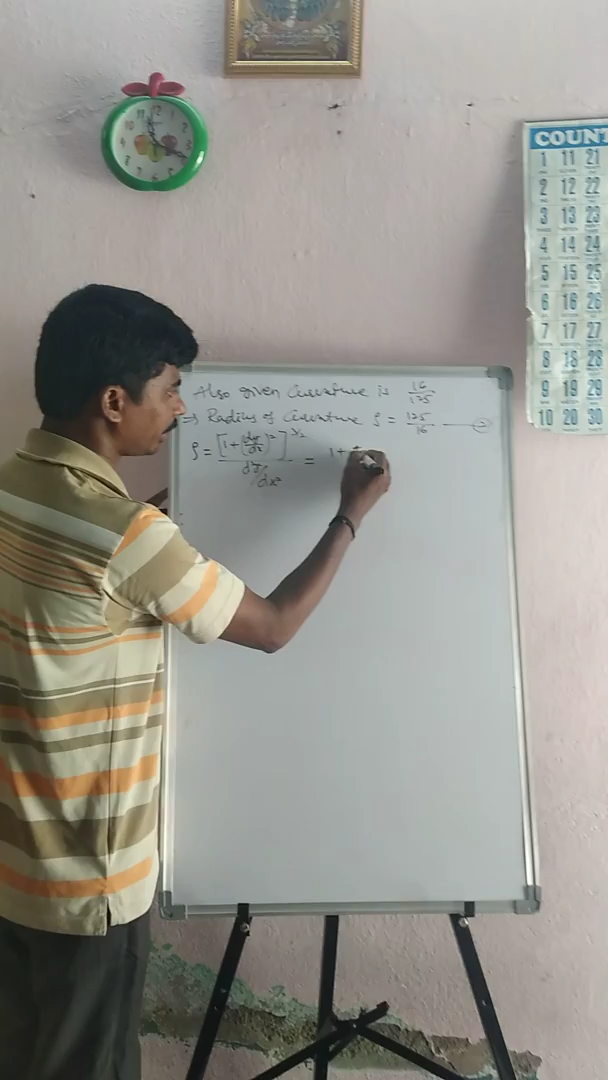 Also given Curvature is 16/125
⇒ Radius of Curvature ρ = 125/16 —— ②
ρ = [1+(dy/dx)²]^3/2 / d²y/dx² = 1+
COUNT
1 11 21
2 12 22
3 13 23
4 14 24
5 15 25
6 16 26
7 17 27
8 18 28
9 19 29
10 20 30